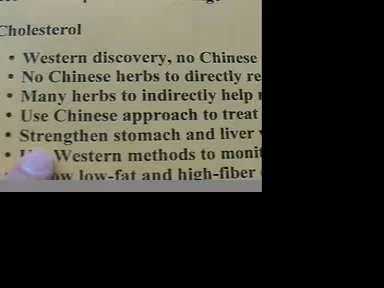 Cholesterol
• Western discovery, no Chinese
• No Chinese herbs to directly re
• Many herbs to indirectly help
• Use Chinese approach to treat
• Strengthen stomach and liver
• Western methods to monit
low-fat and high-fiber